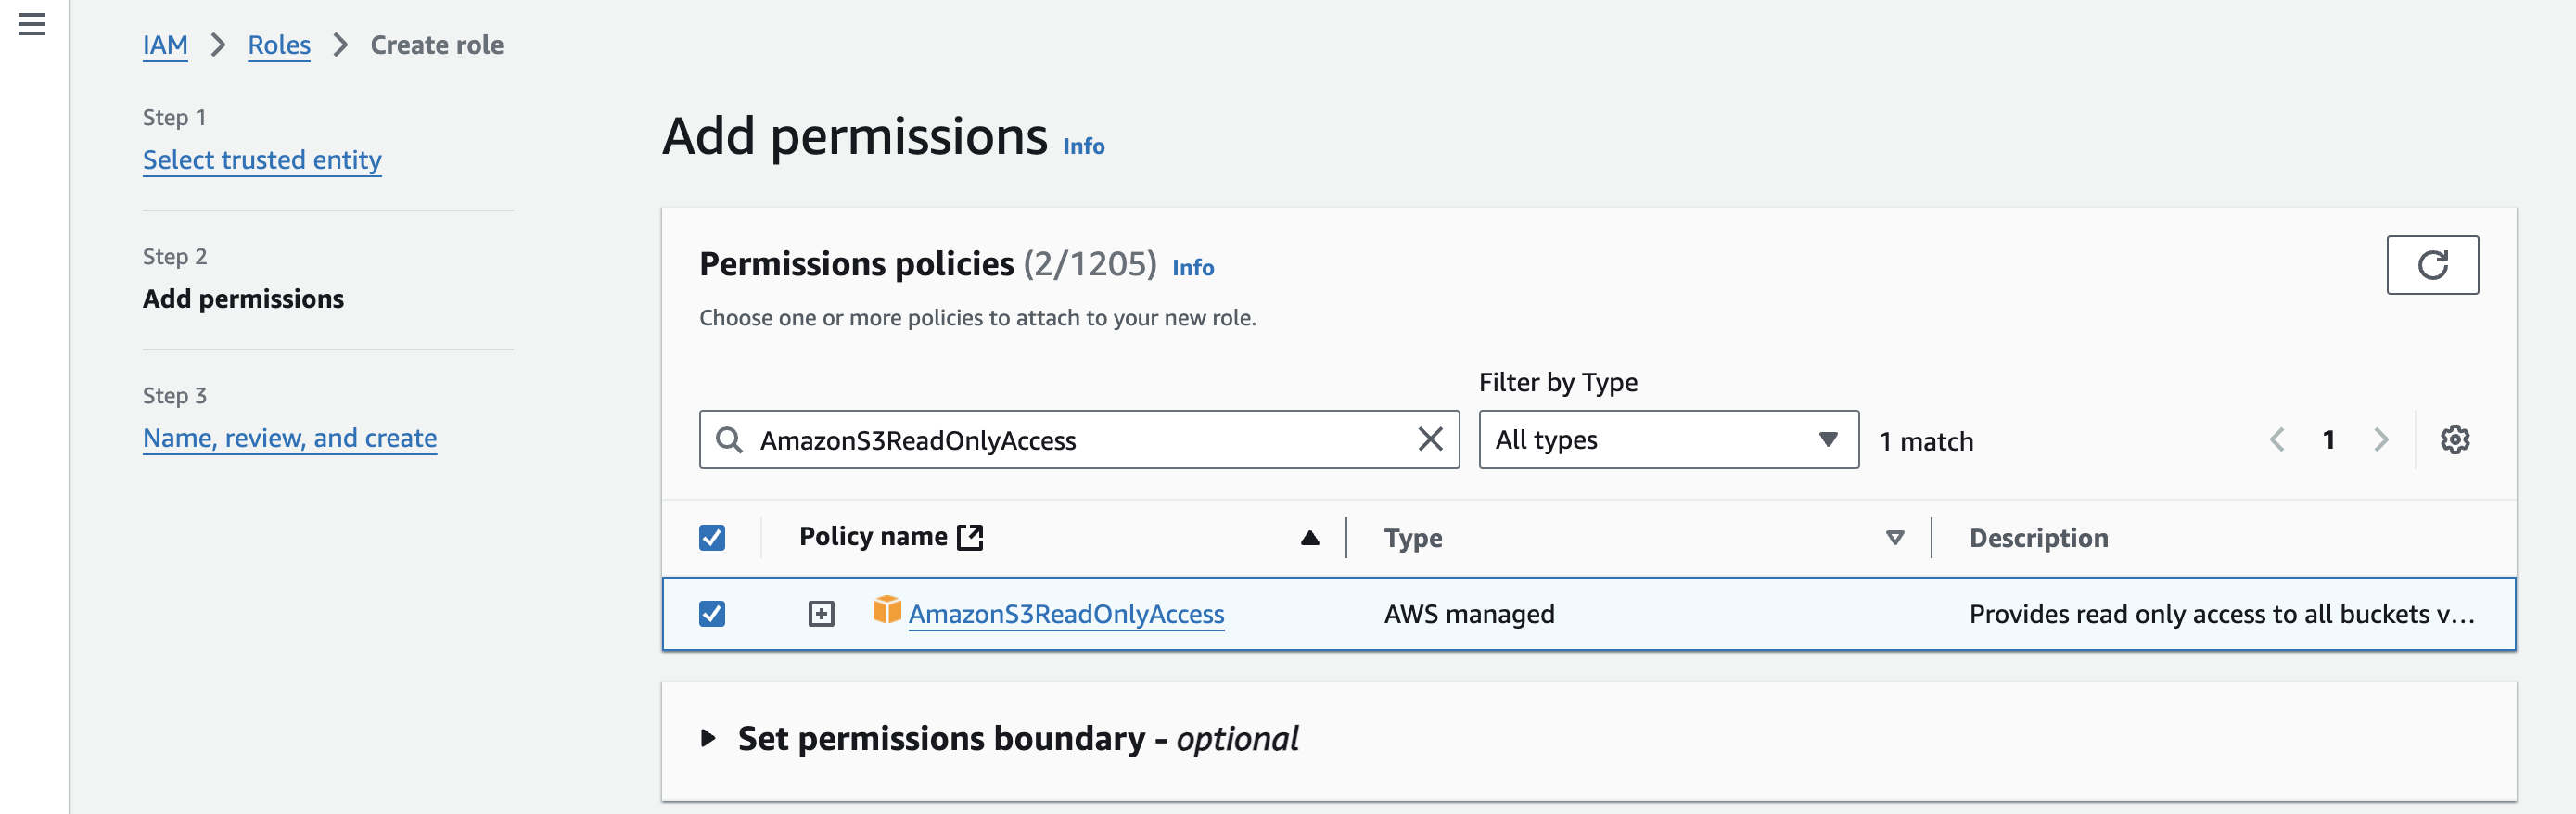 IAM > Roles > Create role
Step 1
Select trusted entity
Step 2
Add permissions
Step 3
Name, review, and create
Add permissions Info
Permissions policies (2/1205) Info
Choose one or more policies to attach to your new role.
Filter by Type
AmazonS3ReadOnlyAccess All types 1 match 1
Policy name Type Description
AmazonS3ReadOnlyAccess AWS managed Provides read only access to all buckets v...
Set permissions boundary - optional